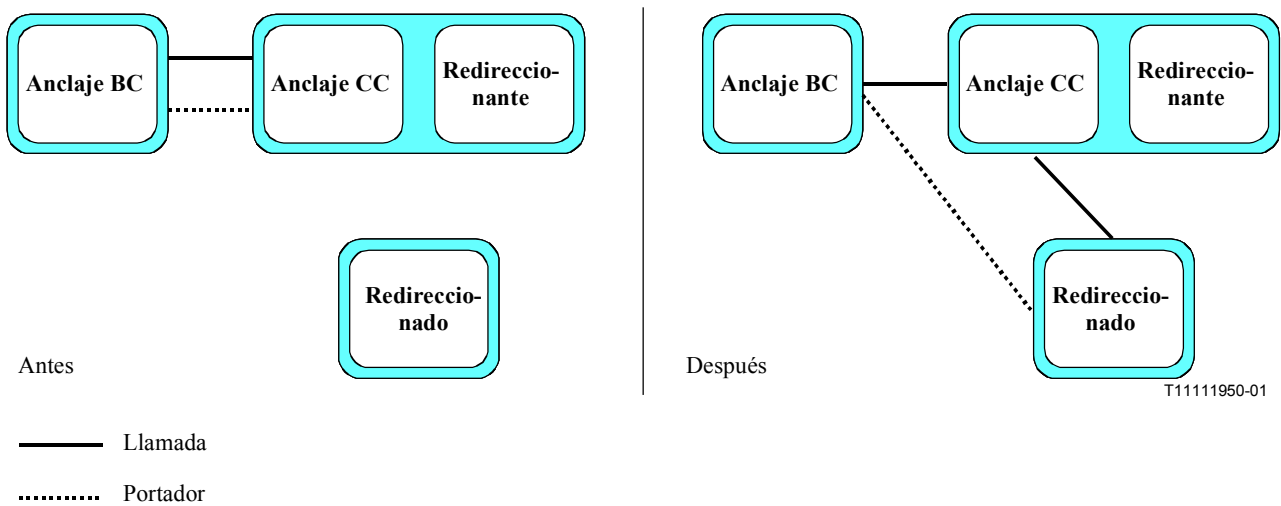 Anclaje BC
Anclaje CC
Redireccio-
nante
Redireccio-
nado
Antes
Anclaje BC
Anclaje CC
Redireccio-
nante
Redireccio-
nado
Después
T11111950-01
Llamada
Portador